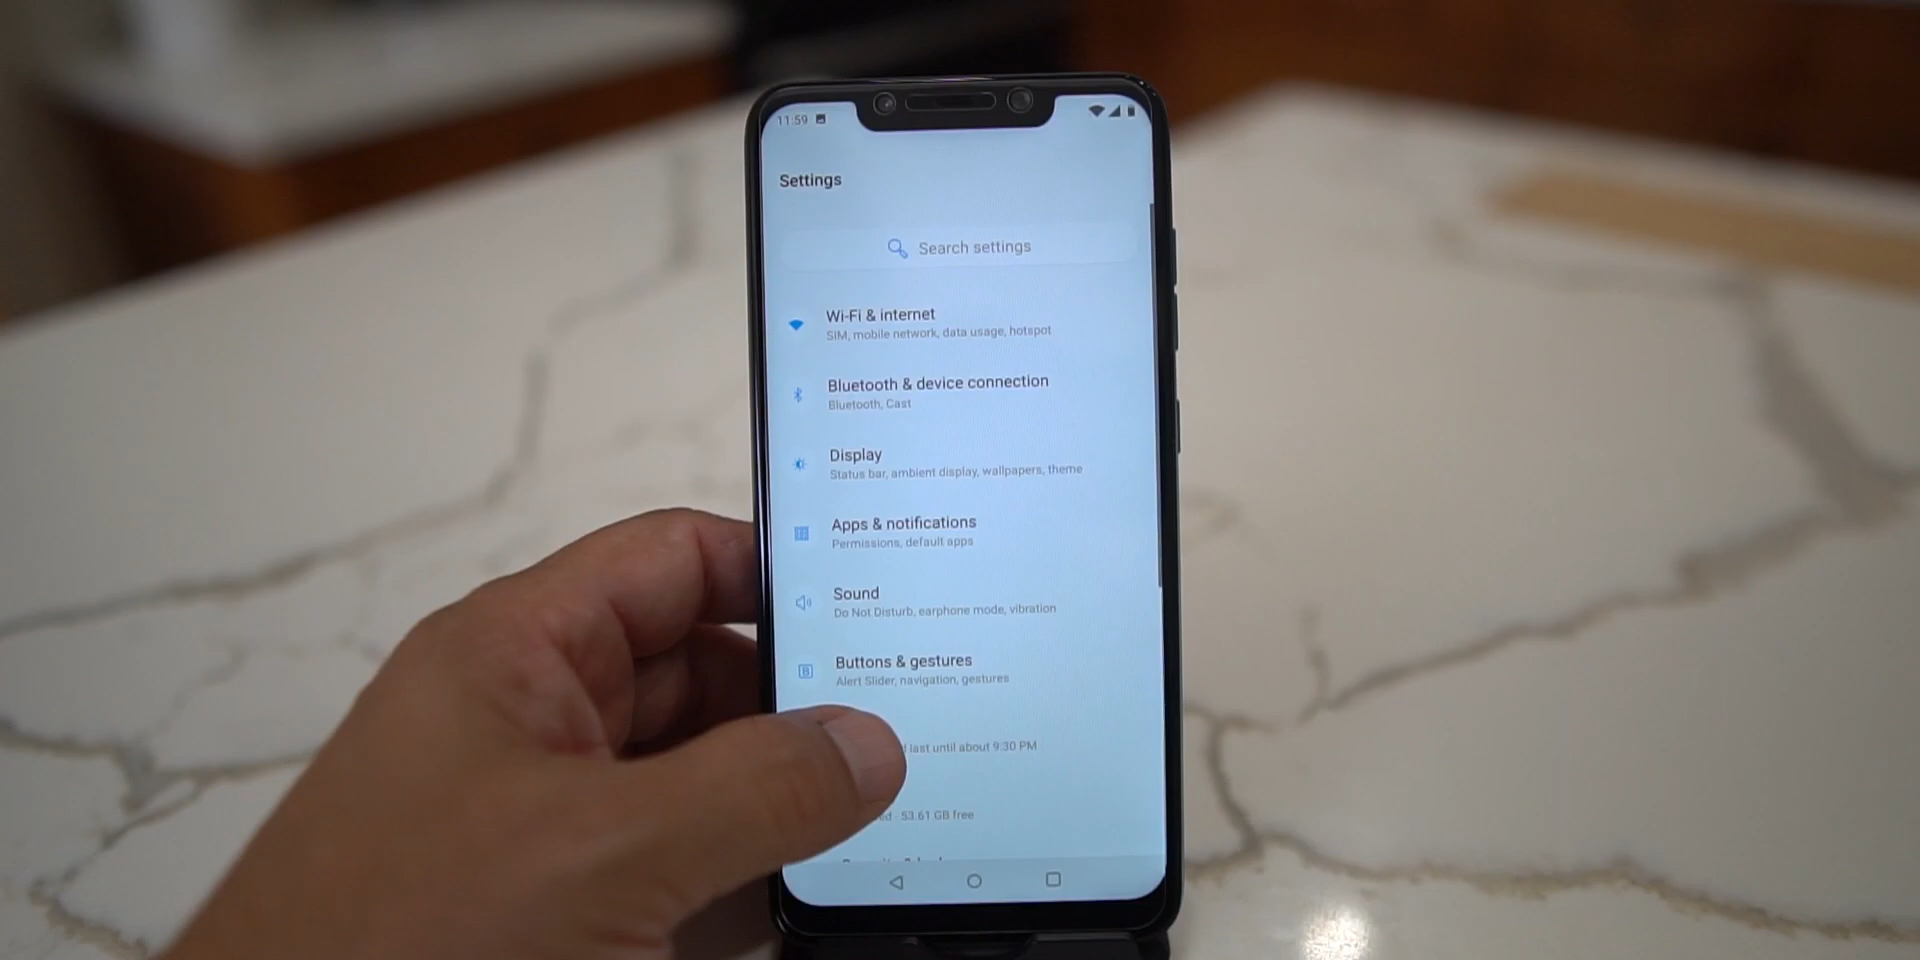 11:59
Settings
Search settings
Wi-Fi & internet
SIM, mobile network, data usage, hotspot
Bluetooth & device connection
Bluetooth, Cast
Display
Status bar, ambient display, wallpapers, theme
Apps & notifications
Permissions, default apps
Sound
Do Not Disturb, earphone mode, vibration
Buttons & gestures
Alert Slider, navigation, gestures
last until about 9:30 PM
53.61 GB free